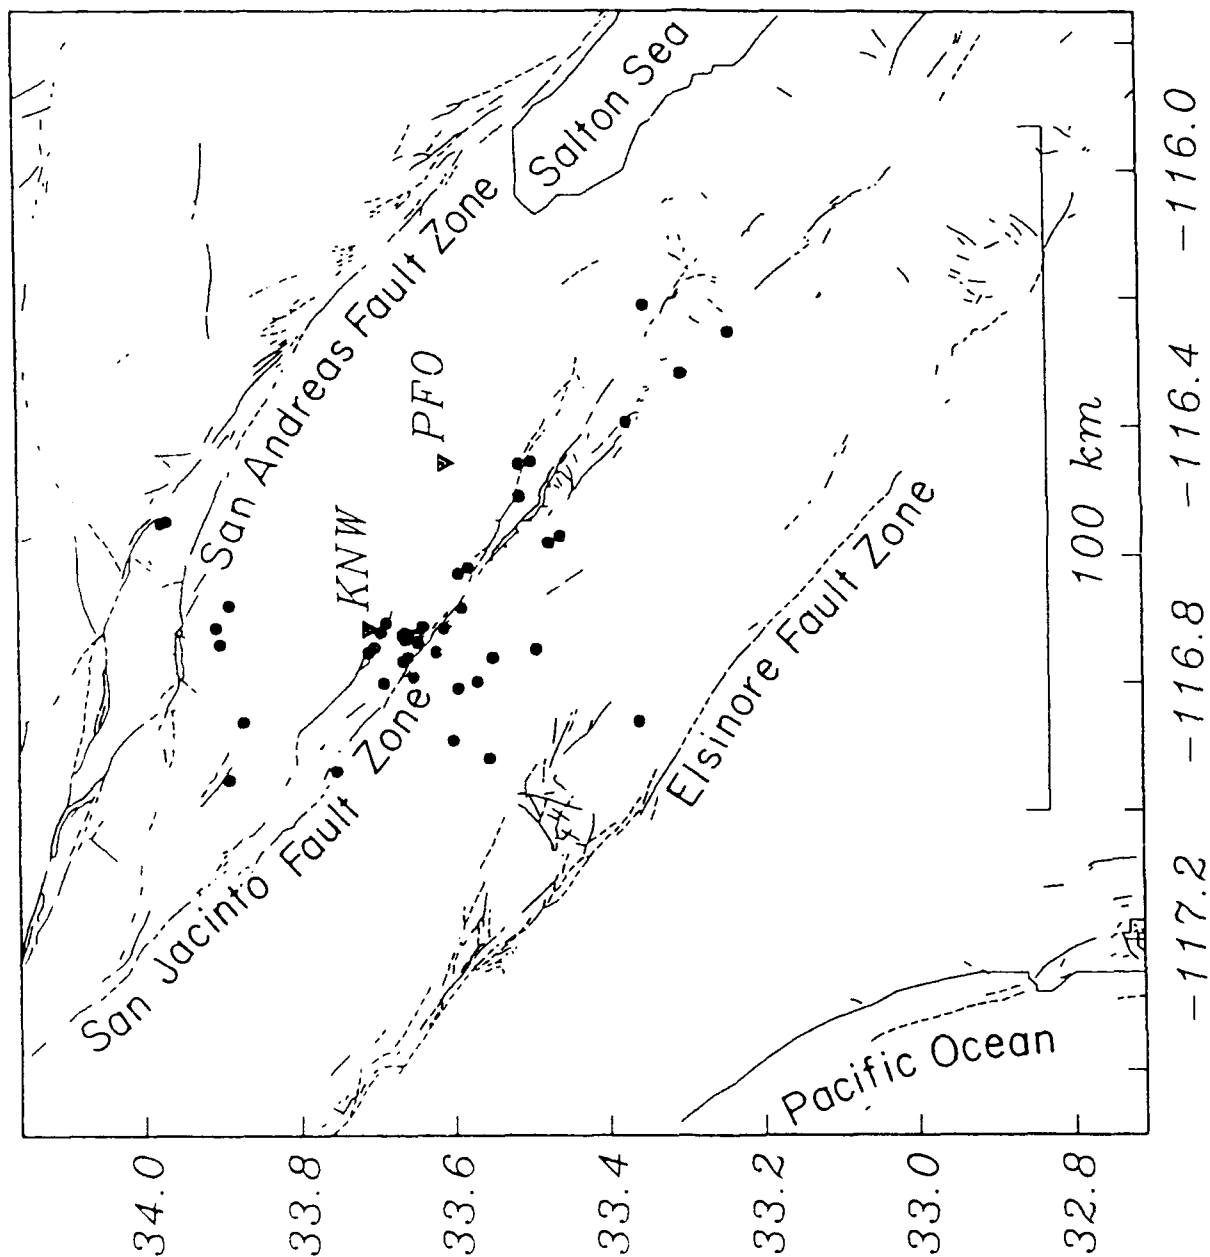 Salton Sea
San Andreas Fault Zone
PFO
KNW
San Jacinto Fault Zone
Elsinore Fault Zone
Pacific Ocean
100 km
34.0
33.8
33.6
33.4
33.2
33.0
32.8
-117.2
-116.8
-116.4
-116.0